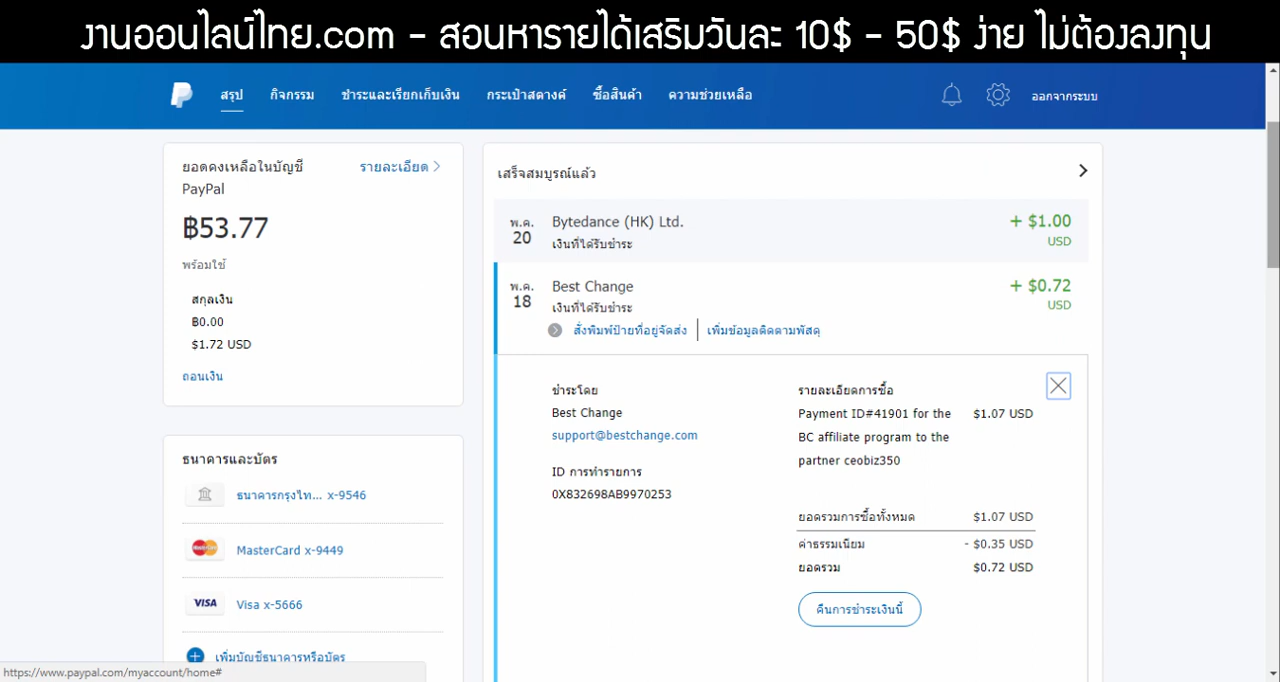 งานออนไลน์ไทย.com - สอนหารายได้เสริมวันละ 10$ - 50$ ง่าย ไม่ต้องลงทุน
สรุป กิจกรรม ชำระและเรียกเก็บเงิน กระเป๋าสตางค์ ซื้อสินค้า ความช่วยเหลือ ออกจากระบบ
ยอดคงเหลือในบัญชี รายละเอียด
PayPal
฿53.77
พร้อมใช้
สกุลเงิน
฿0.00
$1.72 USD
ถอนเงิน
ธนาคารและบัตร
ธนาคารกรุงไท... x-9546
MasterCard MasterCard x-9449
VISA Visa x-5666
เพิ่มบัญชีธนาคารหรือบัตร
เสร็จสมบูรณ์แล้ว
พ.ค. Bytedance (HK) Ltd. + $1.00
20 เงินที่ได้รับชำระ USD
พ.ค. Best Change + $0.72
18 เงินที่ได้รับชำระ USD
สั่งพิมพ์ป้ายที่อยู่จัดส่ง เพิ่มข้อมูลติดตามพัสดุ
ชำระโดย
Best Change
support@bestchange.com
ID การทำรายการ
0X832698AB9970253
รายละเอียดการซื้อ
Payment ID#41901 for the $1.07 USD
BC affiliate program to the
partner ceobiz350
ยอดรวมการซื้อทั้งหมด $1.07 USD
ค่าธรรมเนียม - $0.35 USD
ยอดรวม $0.72 USD
คืนการชำระเงินนี้
https://www.paypal.com/myaccount/home#